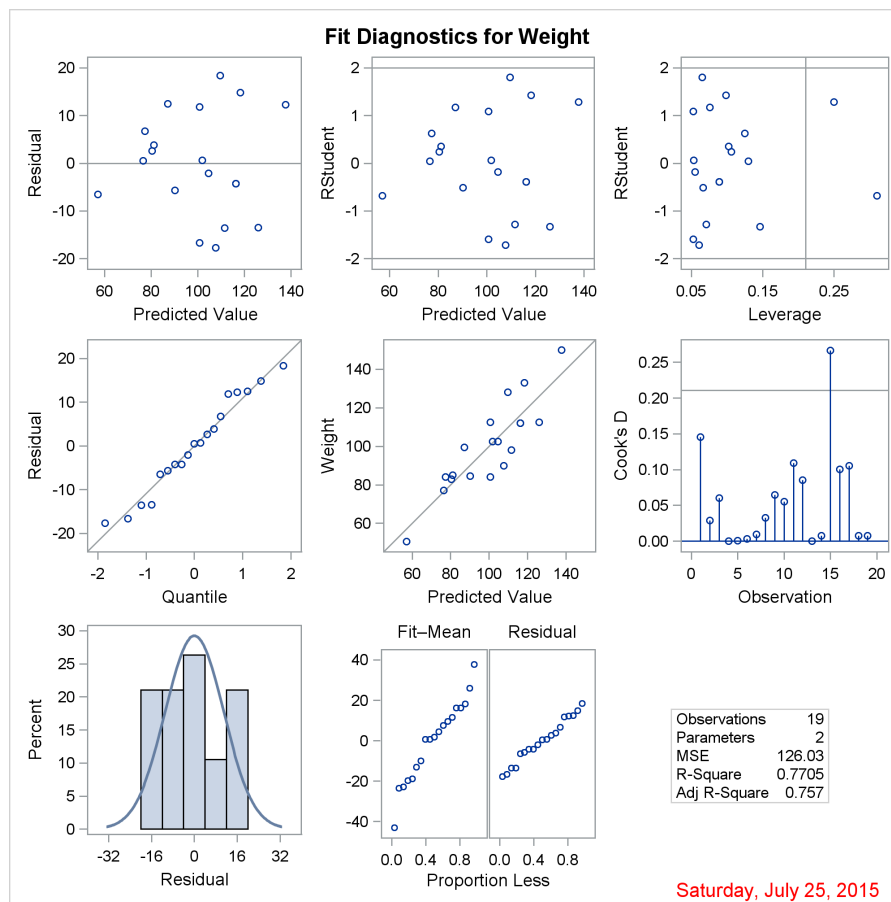 Fit Diagnostics for Weight
20
10
0
-10
-20
Residual
60 80 100 120 140
Predicted Value
2
1
0
-1
-2
RStudent
60 80 100 120 140
Predicted Value
2
1
0
-1
-2
RStudent
0.05 0.15 0.25
Leverage
20
10
0
-10
-20
Residual
-2 -1 0 1 2
Quantile
140
120
100
80
60
Weight
60 80 100 120 140
Predicted Value
0.25
0.20
0.15
0.10
0.05
0.00
Cook's D
0 5 10 15 20
Observation
30
25
20
15
10
5
0
Percent
-32 -16 0 16 32
Residual
Fit–Mean Residual
40
20
0
-20
-40
0.0 0.4 0.8 0.0 0.4 0.8
Proportion Less
Observations 19
Parameters 2
MSE 126.03
R-Square 0.7705
Adj R-Square 0.757
Saturday, July 25, 2015